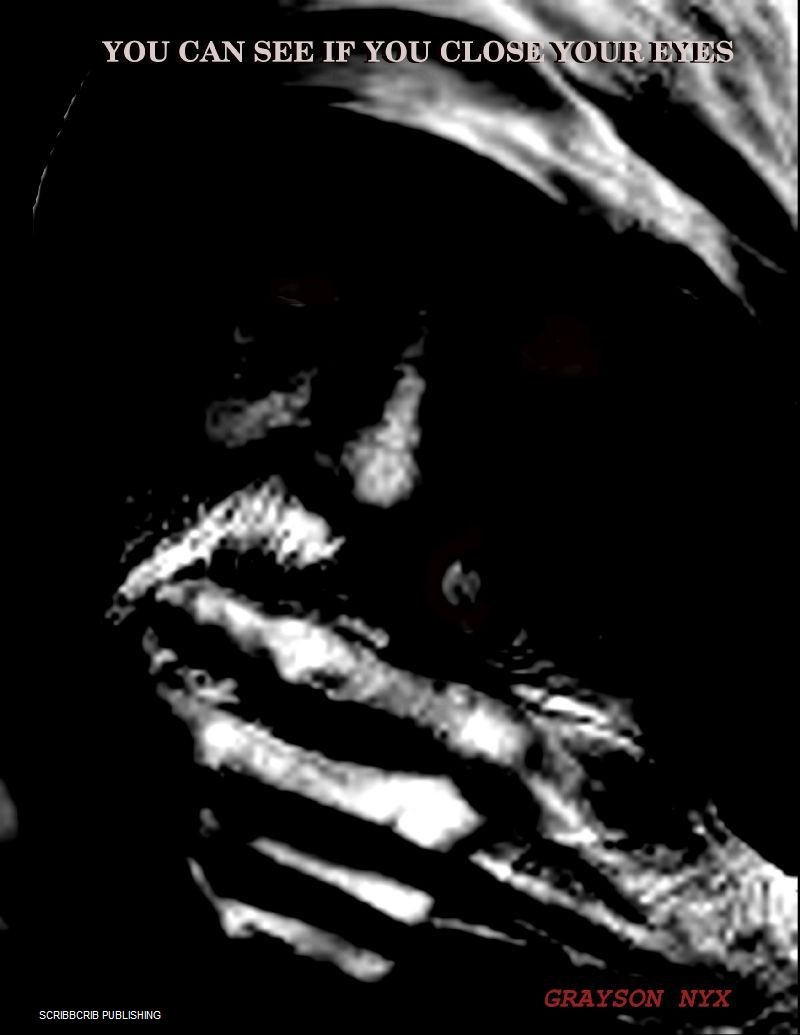 YOU CAN SEE IF YOU CLOSE YOUR EYES
GRAYSON NYX
SCRIBBCRIB PUBLISHING